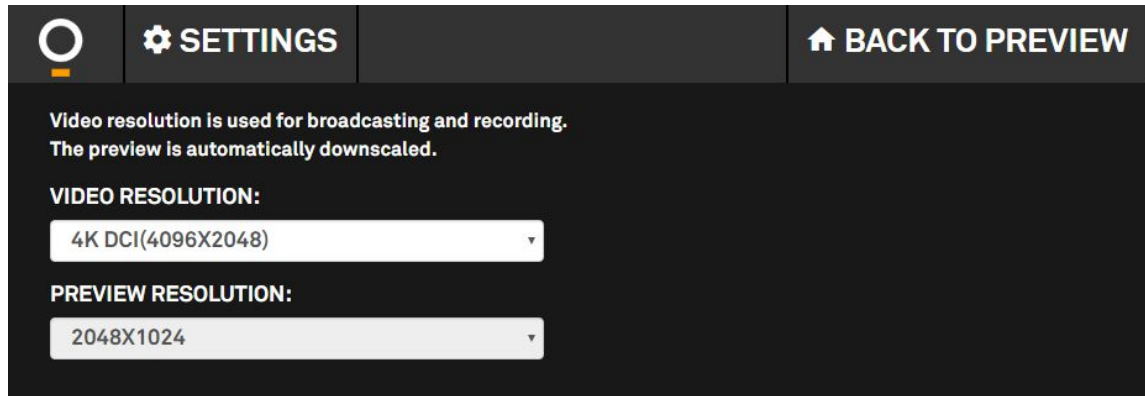 SETTINGS
BACK TO PREVIEW
Video resolution is used for broadcasting and recording.
The preview is automatically downscaled.
VIDEO RESOLUTION:
4K DCI(4096X2048)
PREVIEW RESOLUTION:
2048X1024